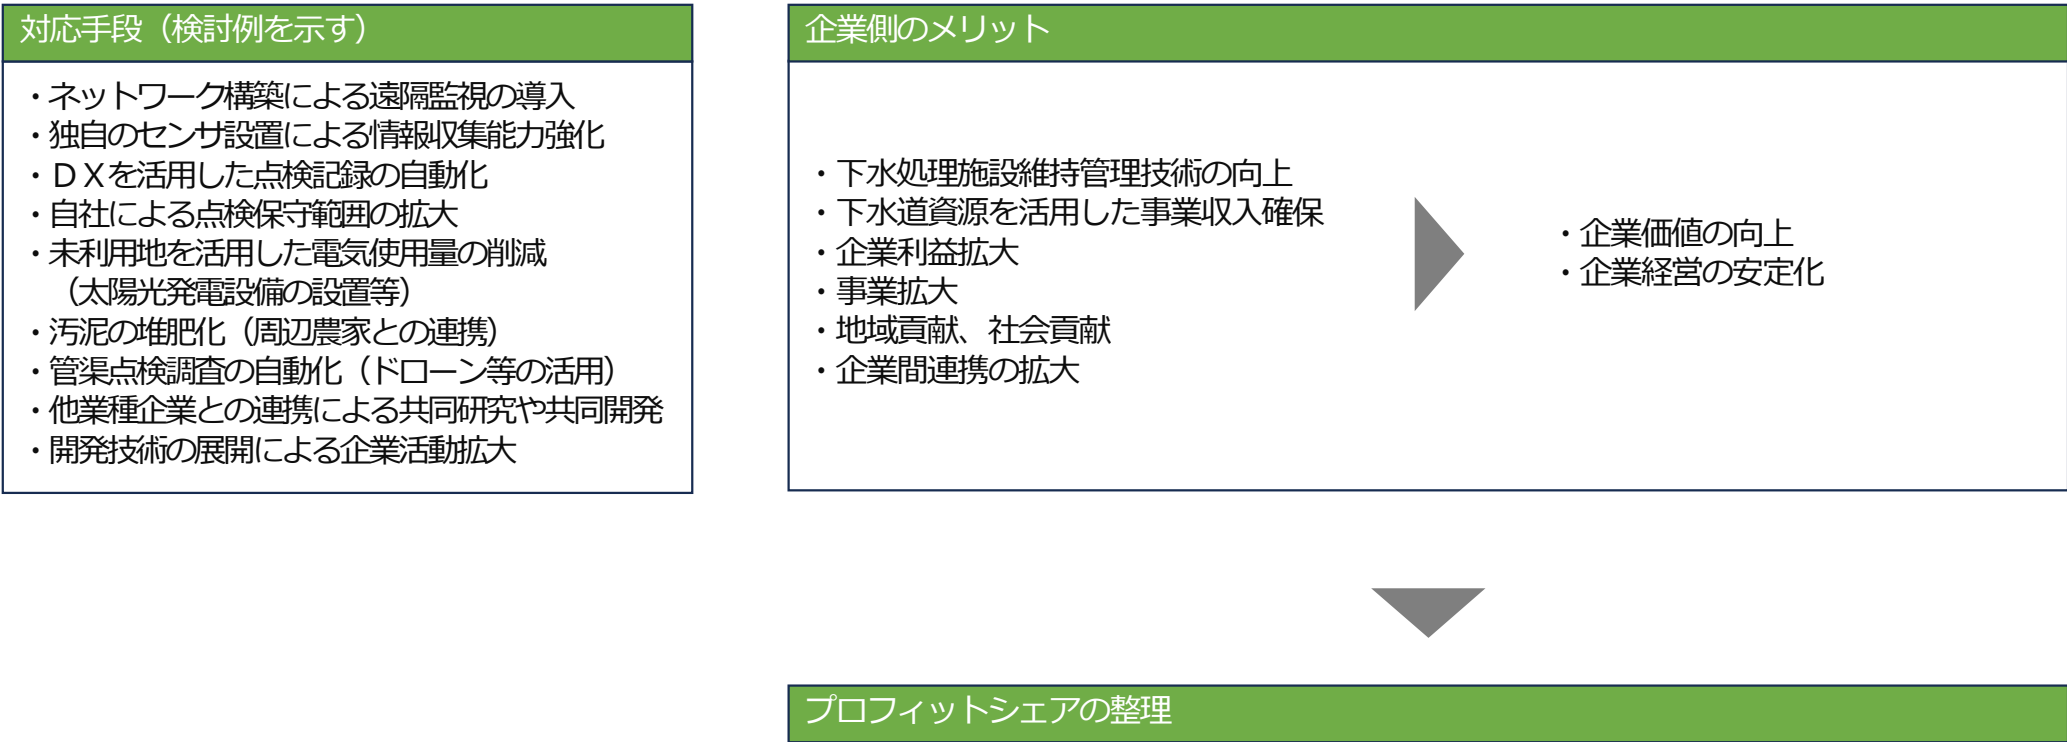 対応手段（検討例を示す）
・ネットワーク構築による遠隔監視の導入
・独自のセンサ設置による情報収集能力強化
・ＤＸを活用した点検記録の自動化
・自社による点検保守範囲の拡大
・未利用地を活用した電気使用量の削減
（太陽光発電設備の設置等）
・汚泥の堆肥化（周辺農家との連携）
・管渠点検調査の自動化（ドローン等の活用）
・他業種企業との連携による共同研究や共同開発
・開発技術の展開による企業活動拡大
企業側のメリット
・下水処理施設維持管理技術の向上
・下水道資源を活用した事業収入確保
・企業利益拡大
・事業拡大
・地域貢献、社会貢献
・企業間連携の拡大
・企業価値の向上
・企業経営の安定化
プロフィットシェアの整理